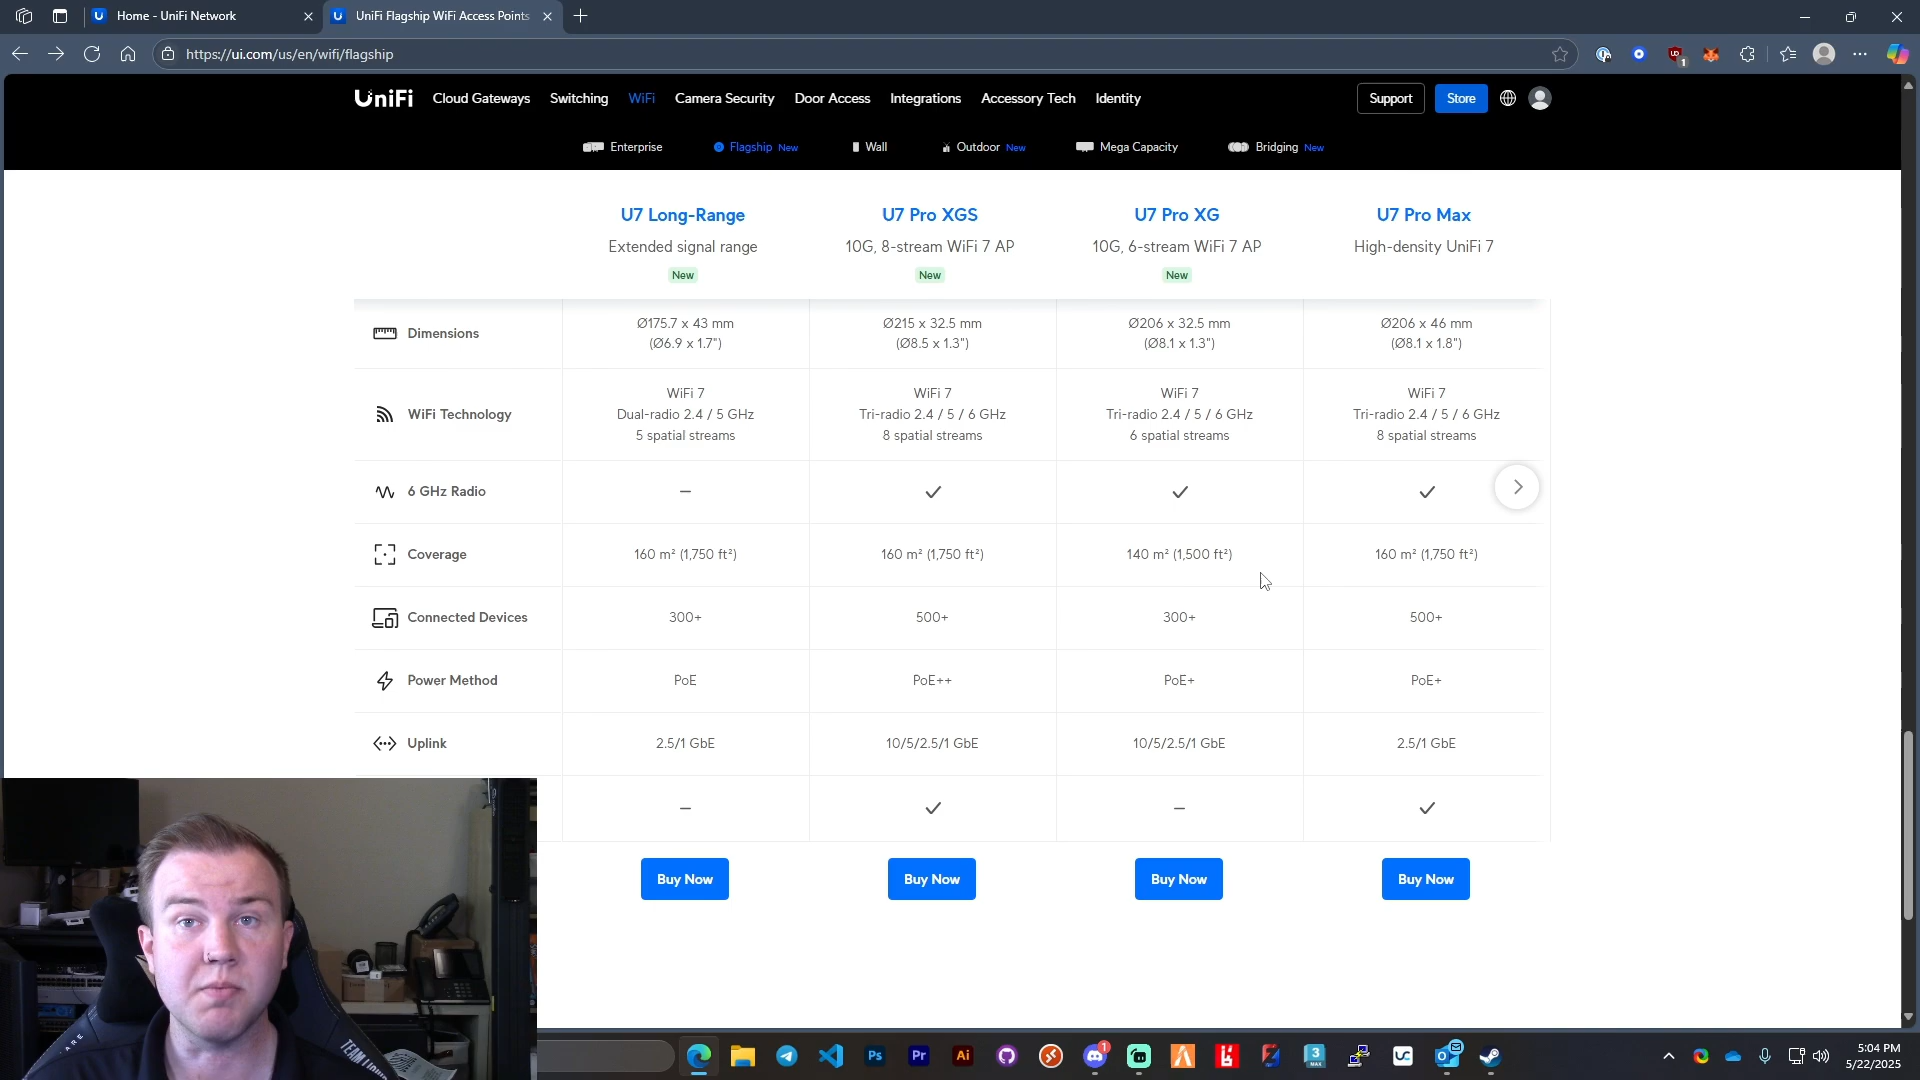 Home - UniFi Network
UniFi Flagship WiFi Access Points
https://ui.com/us/en/wifi/flagship
1
UniFi
Cloud Gateways
Switching
WiFi
Camera Security
Door Access
Integrations
Accessory Tech
Identity
Support
Store
Enterprise
Flagship New
Wall
Outdoor New
Mega Capacity
Bridging New
U7 Long-Range
U7 Pro XGS
U7 Pro XG
U7 Pro Max
Extended signal range
10G, 8-stream WiFi 7 AP
10G, 6-stream WiFi 7 AP
High-density UniFi 7
New
New
New
Dimensions
Ø175.7 x 43 mm
(Ø6.9 x 1.7")
Ø215 x 32.5 mm
(Ø8.5 x 1.3")
Ø206 x 32.5 mm
(Ø8.1 x 1.3")
Ø206 x 46 mm
(Ø8.1 x 1.8")
WiFi Technology
WiFi 7
Dual-radio 2.4 / 5 GHz
5 spatial streams
WiFi 7
Tri-radio 2.4 / 5 / 6 GHz
8 spatial streams
WiFi 7
Tri-radio 2.4 / 5 / 6 GHz
6 spatial streams
WiFi 7
Tri-radio 2.4 / 5 / 6 GHz
8 spatial streams
6 GHz Radio
Coverage
160 m² (1,750 ft²)
160 m² (1,750 ft²)
140 m² (1,500 ft²)
160 m² (1,750 ft²)
Connected Devices
300+
500+
300+
500+
Power Method
PoE
PoE++
PoE+
PoE+
Uplink
2.5/1 GbE
10/5/2.5/1 GbE
10/5/2.5/1 GbE
2.5/1 GbE
Buy Now
Buy Now
Buy Now
Buy Now
TEAM
Ps
Pr
Ai
1
3
MAX
UC
5:04 PM
5/22/2025